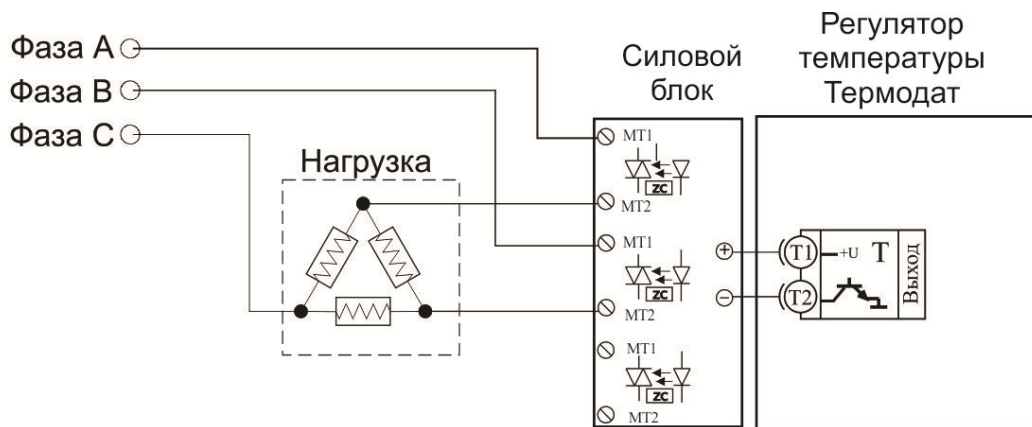 Фаза A
Фаза B
Фаза C
Нагрузка
Силовой
блок
Регулятор
температуры
Термодат
MT1
ZC
MT2
MT1
ZC
MT2
MT1
ZC
MT2
+
−
T1
+U
T
T2
Выход